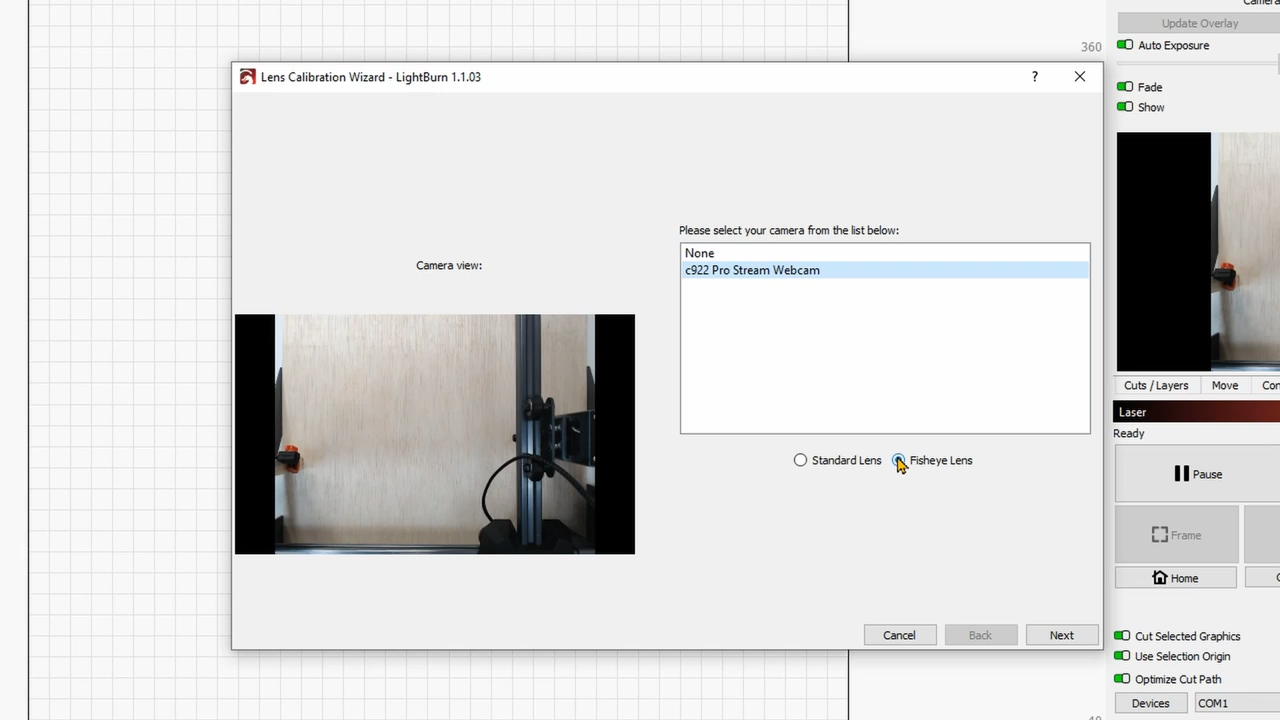 Update Overlay
360
Auto Exposure
Lens Calibration Wizard - LightBurn 1.1.03
?
Fade
Show
Please select your camera from the list below:
None
Camera view:
c922 Pro Stream Webcam
Cuts / Layers Move
Laser
Ready
Standard Lens Fisheye Lens
Pause
Frame
Home
Cancel Back Next
Cut Selected Graphics
Use Selection Origin
Optimize Cut Path
Devices COM1